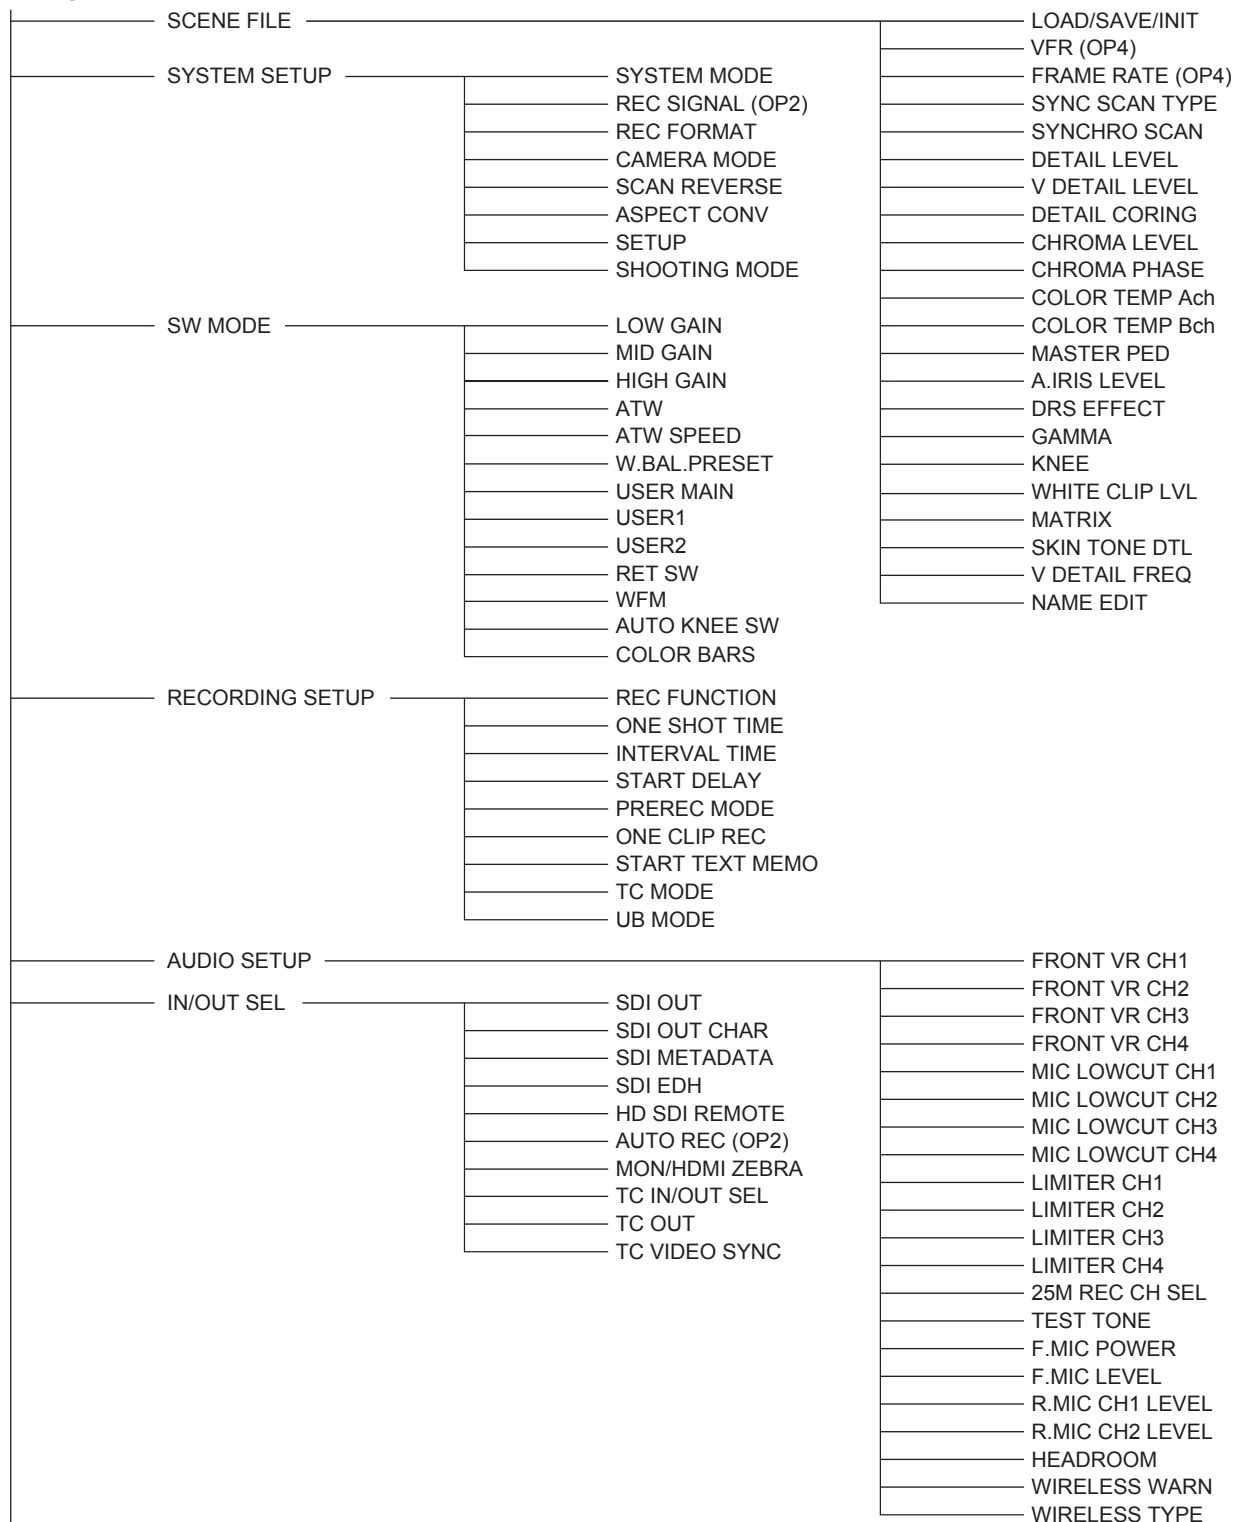 SCENE FILE
LOAD/SAVE/INIT
VFR (OP4)
FRAME RATE (OP4)
SYNC SCAN TYPE
SYNCHRO SCAN
DETAIL LEVEL
V DETAIL LEVEL
DETAIL CORING
CHROMA LEVEL
CHROMA PHASE
COLOR TEMP Ach
COLOR TEMP Bch
MASTER PED
A.IRIS LEVEL
DRS EFFECT
GAMMA
KNEE
WHITE CLIP LVL
MATRIX
SKIN TONE DTL
V DETAIL FREQ
NAME EDIT
SYSTEM SETUP
SYSTEM MODE
REC SIGNAL (OP2)
REC FORMAT
CAMERA MODE
SCAN REVERSE
ASPECT CONV
SETUP
SHOOTING MODE
SW MODE
LOW GAIN
MID GAIN
HIGH GAIN
ATW
ATW SPEED
W.BAL.PRESET
USER MAIN
USER1
USER2
RET SW
WFM
AUTO KNEE SW
COLOR BARS
RECORDING SETUP
REC FUNCTION
ONE SHOT TIME
INTERVAL TIME
START DELAY
PREREC MODE
ONE CLIP REC
START TEXT MEMO
TC MODE
UB MODE
AUDIO SETUP
FRONT VR CH1
FRONT VR CH2
FRONT VR CH3
FRONT VR CH4
MIC LOWCUT CH1
MIC LOWCUT CH2
MIC LOWCUT CH3
MIC LOWCUT CH4
LIMITER CH1
LIMITER CH2
LIMITER CH3
LIMITER CH4
25M REC CH SEL
TEST TONE
F.MIC POWER
F.MIC LEVEL
R.MIC CH1 LEVEL
R.MIC CH2 LEVEL
HEADROOM
WIRELESS WARN
WIRELESS TYPE
IN/OUT SEL
SDI OUT
SDI OUT CHAR
SDI METADATA
SDI EDH
HD SDI REMOTE
AUTO REC (OP2)
MON/HDMI ZEBRA
TC IN/OUT SEL
TC OUT
TC VIDEO SYNC